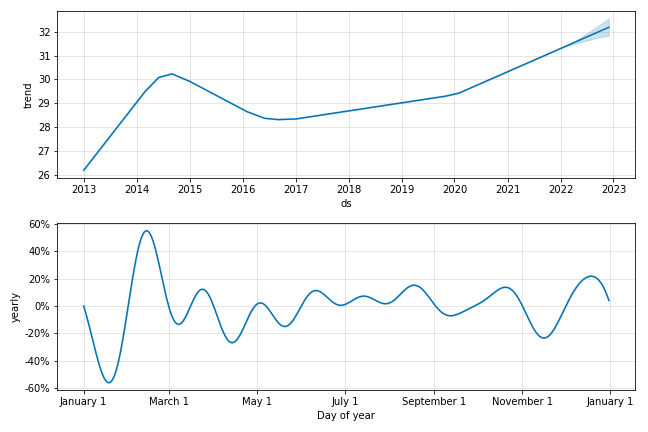 32
31
30
29
28
27
26
trend
2013 2014 2015 2016 2017 2018 2019 2020 2021 2022 2023
ds
60%
40%
20%
0%
-20%
-40%
-60%
yearly
January 1 March 1 May 1 July 1 September 1 November 1 January 1
Day of year